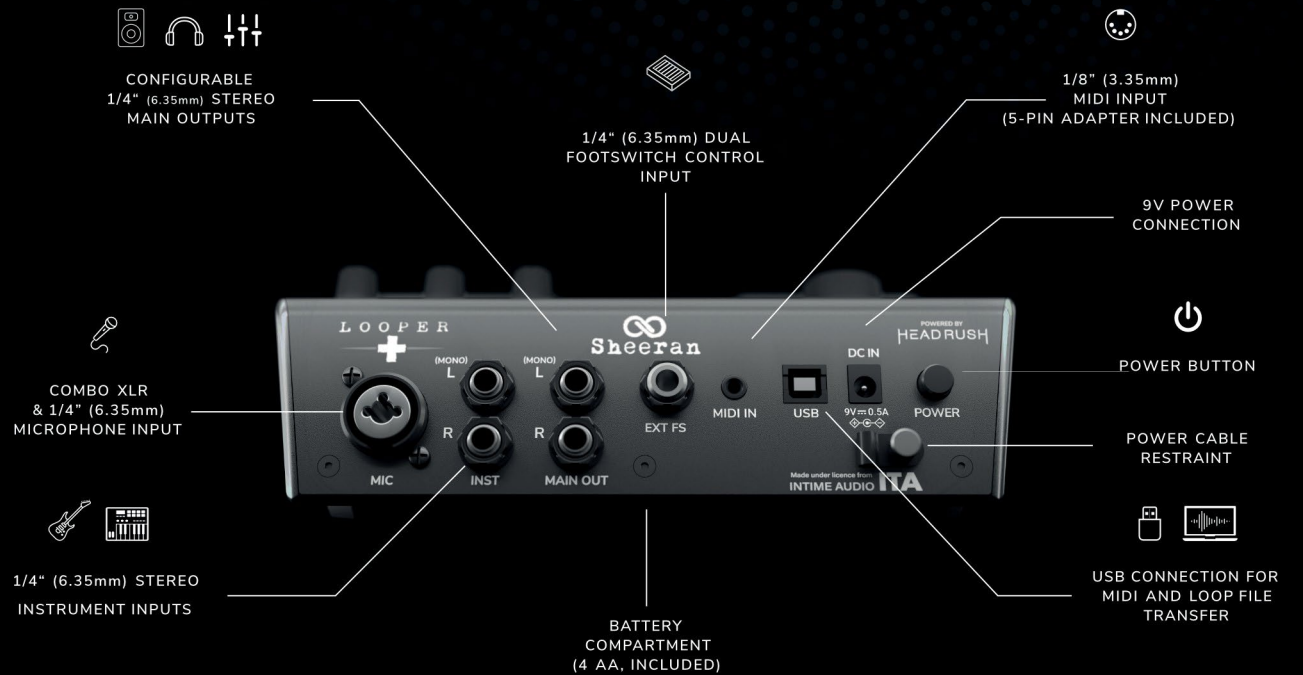 CONFIGURABLE
1/4“ (6.35mm) STEREO
MAIN OUTPUTS
1/4“ (6.35mm) DUAL
FOOTSWITCH CONTROL
INPUT
1/8” (3.35mm)
MIDI INPUT
(5-PIN ADAPTER INCLUDED)
9V POWER
CONNECTION
POWER BUTTON
POWER CABLE
RESTRAINT
USB CONNECTION FOR
MIDI AND LOOP FILE
TRANSFER
COMBO XLR
& 1/4” (6.35mm)
MICROPHONE INPUT
1/4“ (6.35mm) STEREO
INSTRUMENT INPUTS
BATTERY
COMPARTMENT
(4 AA, INCLUDED)
LOOPER
+
Sheeran
POWERED BY
HEADRUSH
(MONO)
L
R
INST
(MONO)
L
R
MAIN OUT
MIC
EXT FS
MIDI IN
USB
DC IN
9V⎓0.5A
POWER
Made under licence from
INTIME AUDIO ITA